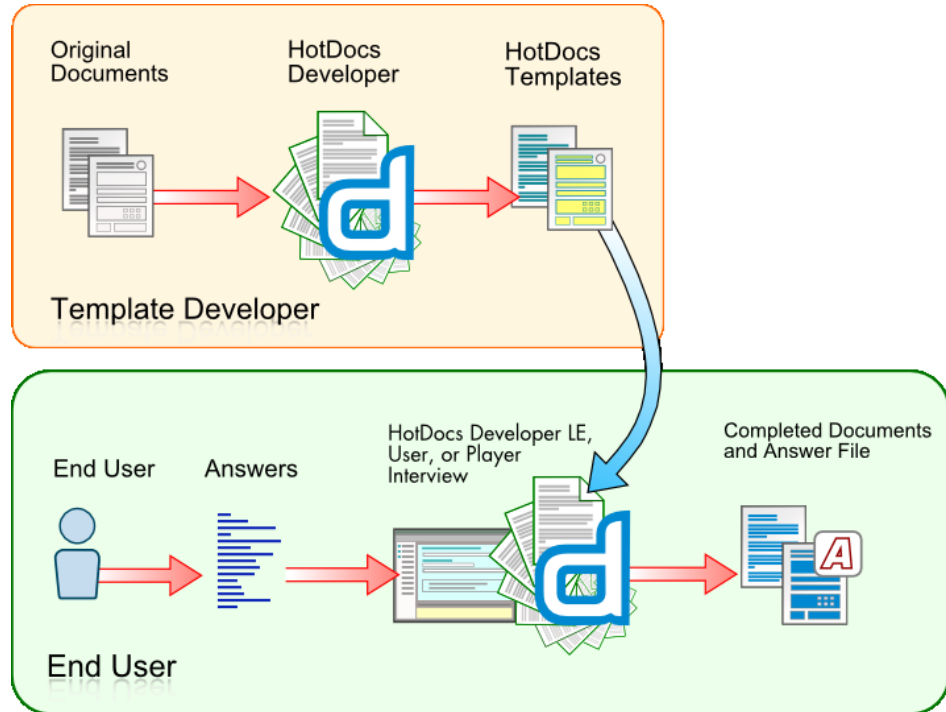 Original
Documents
HotDocs
Developer
HotDocs
Templates
Template Developer
HotDocs Developer LE,
User, or Player
Interview
Completed Documents
and Answer File
End User
Answers
A
End User